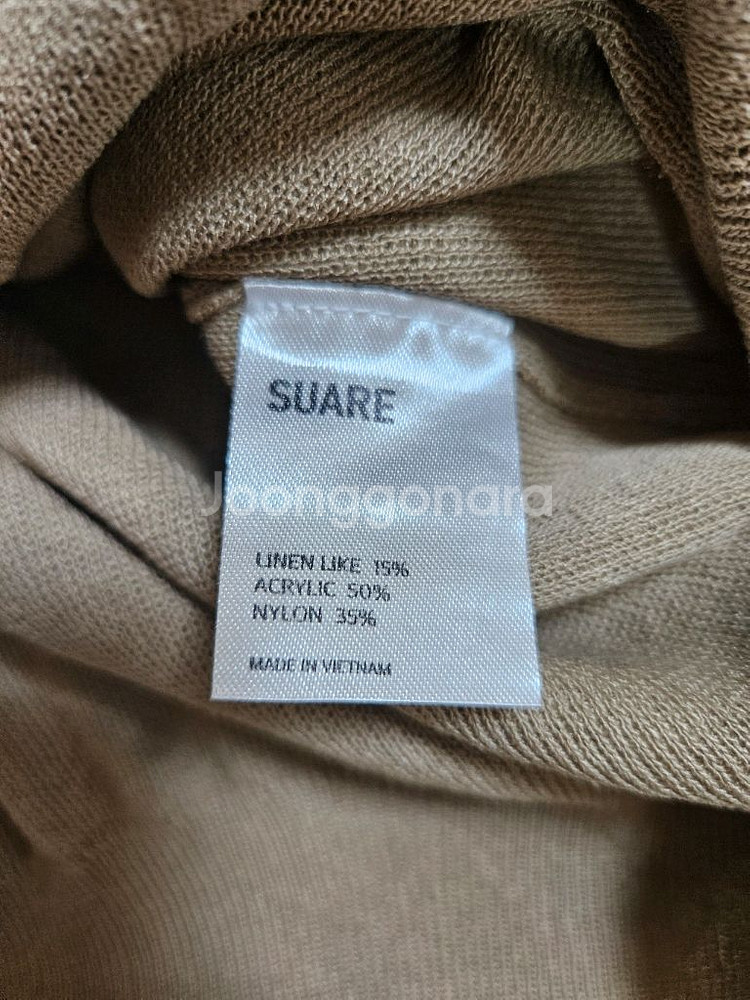 SUARE
Joonggonara
LINEN LIKE 15%
ACRYLIC 50%
NYLON 35%
MADE IN VIETNAM